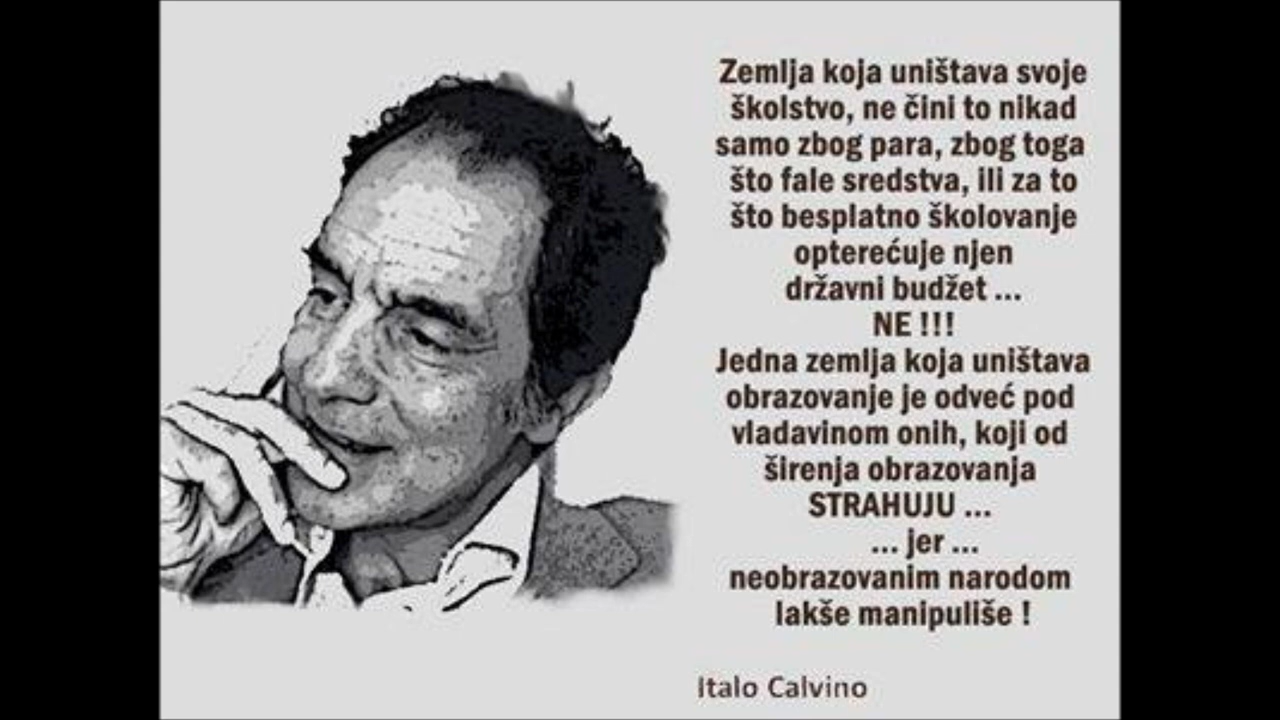 Zemlja koja uništava svoje
školstvo, ne čini to nikad
samo zbog para, zbog toga
što fale sredstva, ili za to
što besplatno školovanje
opterećuje njen
državni budžet ...
NE !!!
Jedna zemlja koja uništava
obrazovanje je odveć pod
vladavinom onih, koji od
širenja obrazovanja
STRAHUJU ...
... jer ...
neobrazovanim narodom
lakše manipuliše !
Italo Calvino